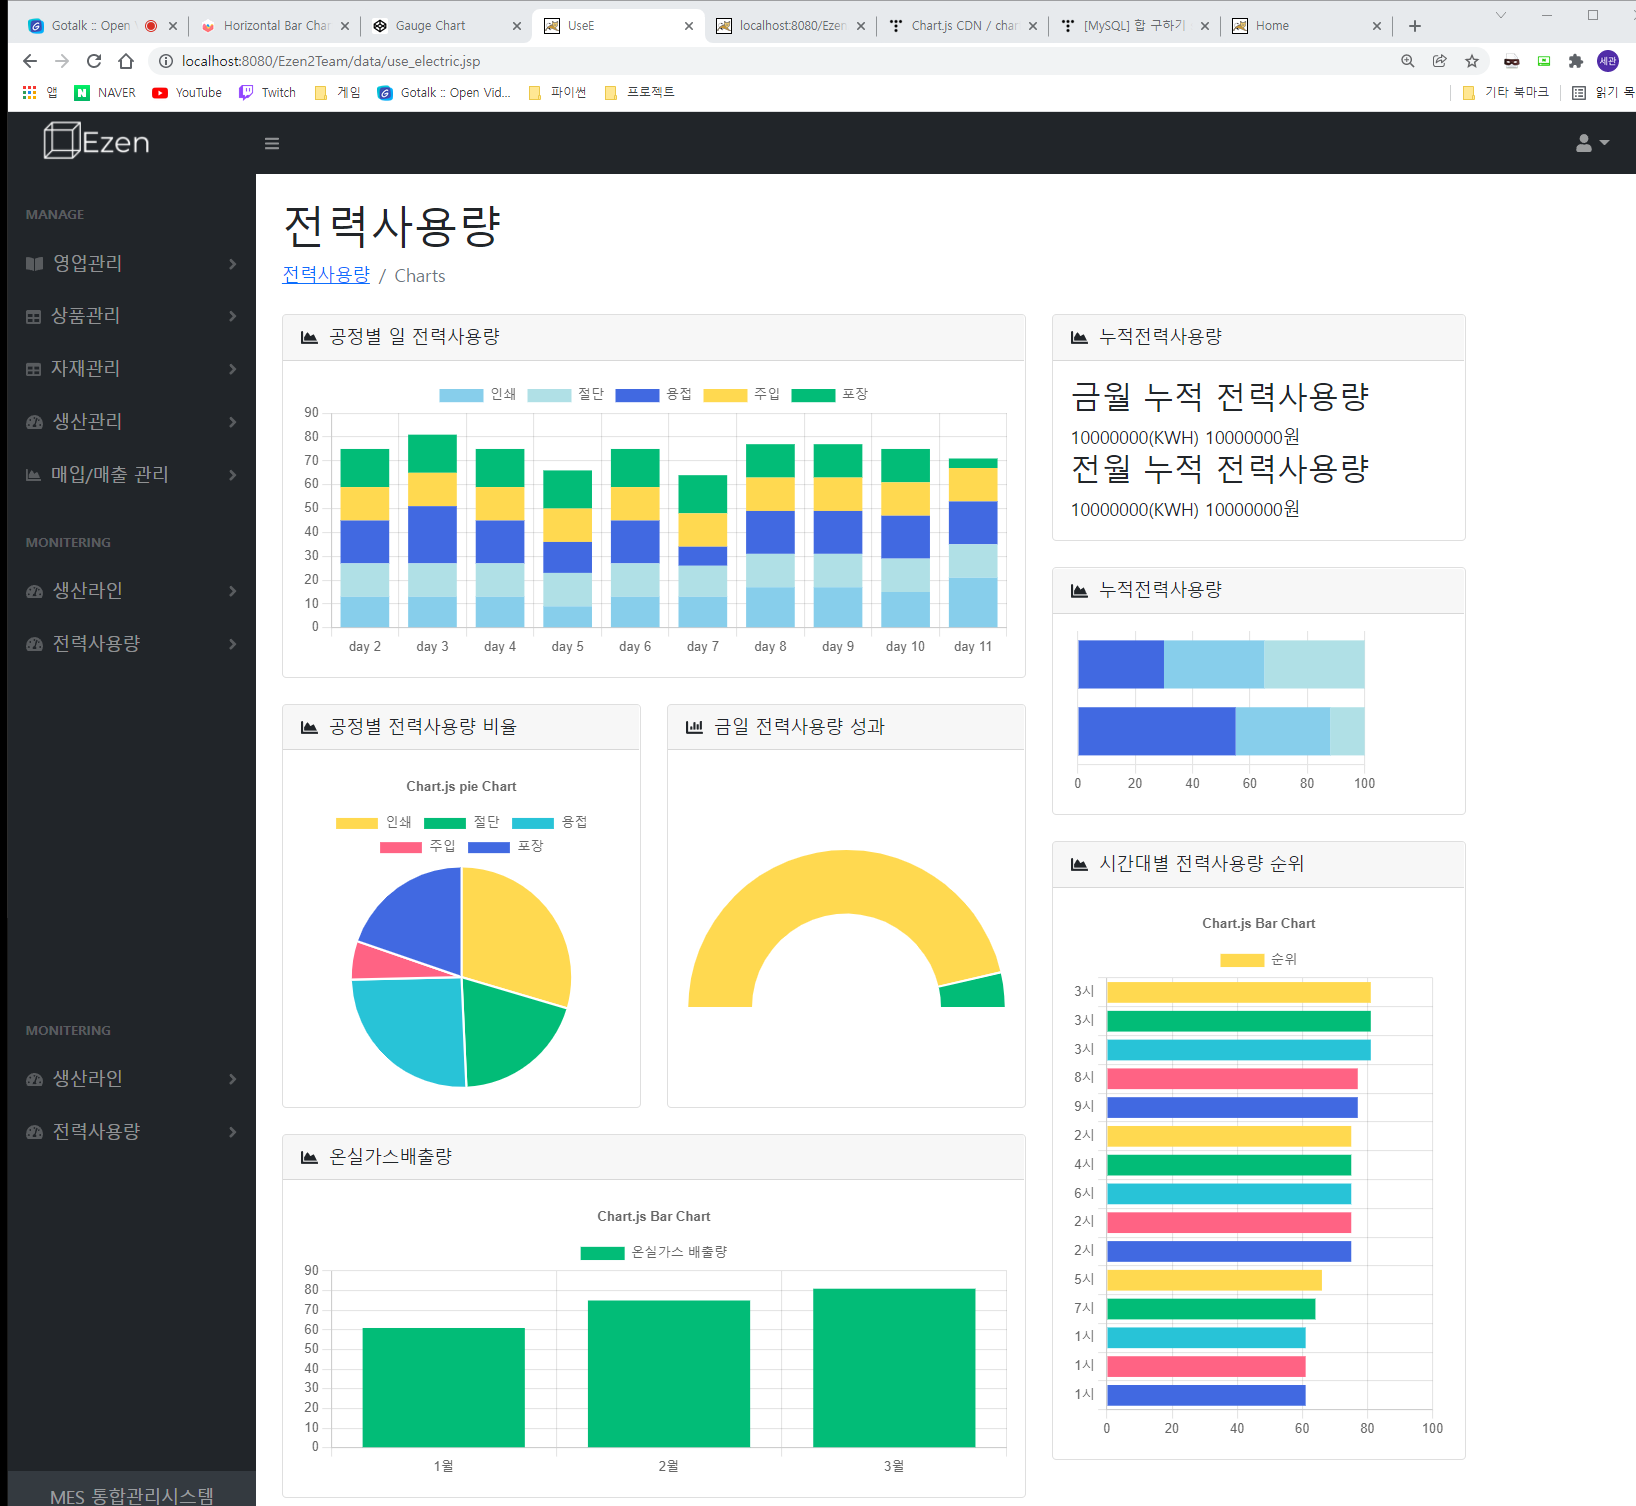 Gotalk :: Open
Horizontal Bar Char
Gauge Chart
UseE
localhost:8080/Ezen
Chart.js CDN / char
[MySQL] 합 구하기
Home
localhost:8080/Ezen2Team/data/use_electric.jsp
세관
앱
NAVER
YouTube
Twitch
게임
Gotalk :: Open Vid...
파이썬
프로젝트
기타 북마크
읽기 목
Ezen
MANAGE
영업관리
상품관리
자재관리
생산관리
매입/매출 관리
MONITERING
생산라인
전력사용량
MONITERING
생산라인
전력사용량
MES 통합관리시스템
전력사용량
전력사용량 / Charts
공정별 일 전력사용량
인쇄 절단 용접 주입 포장
90
80
70
60
50
40
30
20
10
0
day 2 day 3 day 4 day 5 day 6 day 7 day 8 day 9 day 10 day 11
누적전력사용량
금월 누적 전력사용량
10000000(KWH) 10000000원
전월 누적 전력사용량
10000000(KWH) 10000000원
누적전력사용량
0 20 40 60 80 100
공정별 전력사용량 비율
Chart.js pie Chart
인쇄 절단 용접
주입 포장
금일 전력사용량 성과
시간대별 전력사용량 순위
Chart.js Bar Chart
순위
3시
3시
3시
8시
9시
2시
4시
6시
2시
2시
5시
7시
1시
1시
1시
0 20 40 60 80 100
온실가스배출량
Chart.js Bar Chart
온실가스 배출량
90
80
70
60
50
40
30
20
10
0
1월 2월 3월